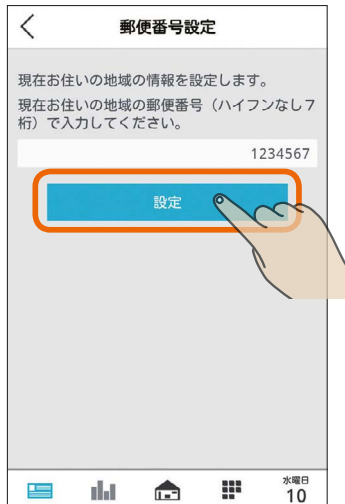 郵便番号設定
現在お住いの地域の情報を設定します。
現在お住いの地域の郵便番号（ハイフンなし7
桁）で入力してください。
1234567
設定
水曜日
10